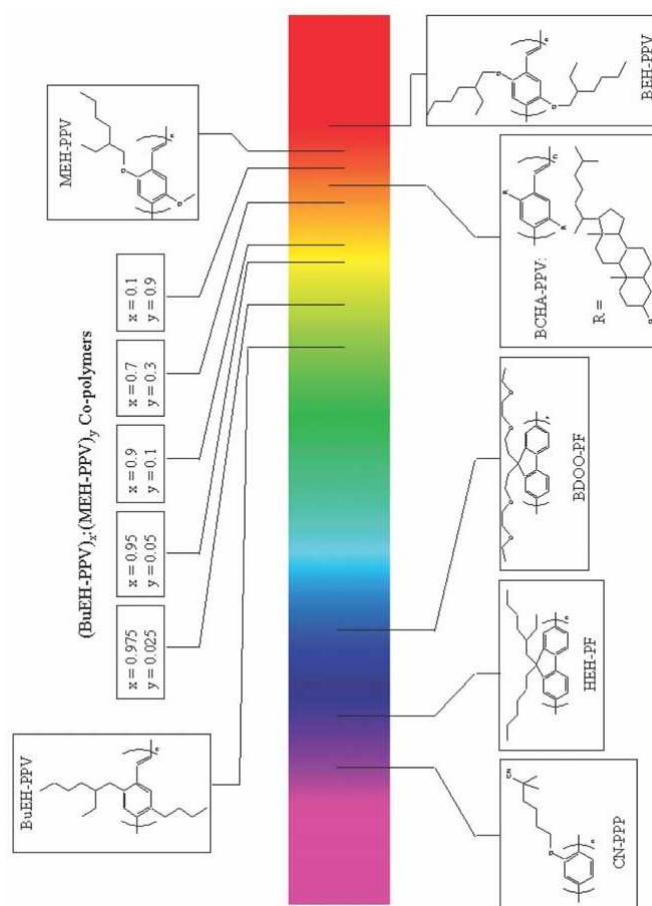 BuEH-PPV
(BuEH-PPV)x:(MEH-PPV)y Co-polymers
MEH-PPV
x = 0.975
y = 0.025
x = 0.95
y = 0.05
x = 0.9
y = 0.1
x = 0.7
y = 0.3
x = 0.1
y = 0.9
CN-PPP
HEH-PF
BDOO-PF
BCHA-PPV:
R =
BEH-PPV